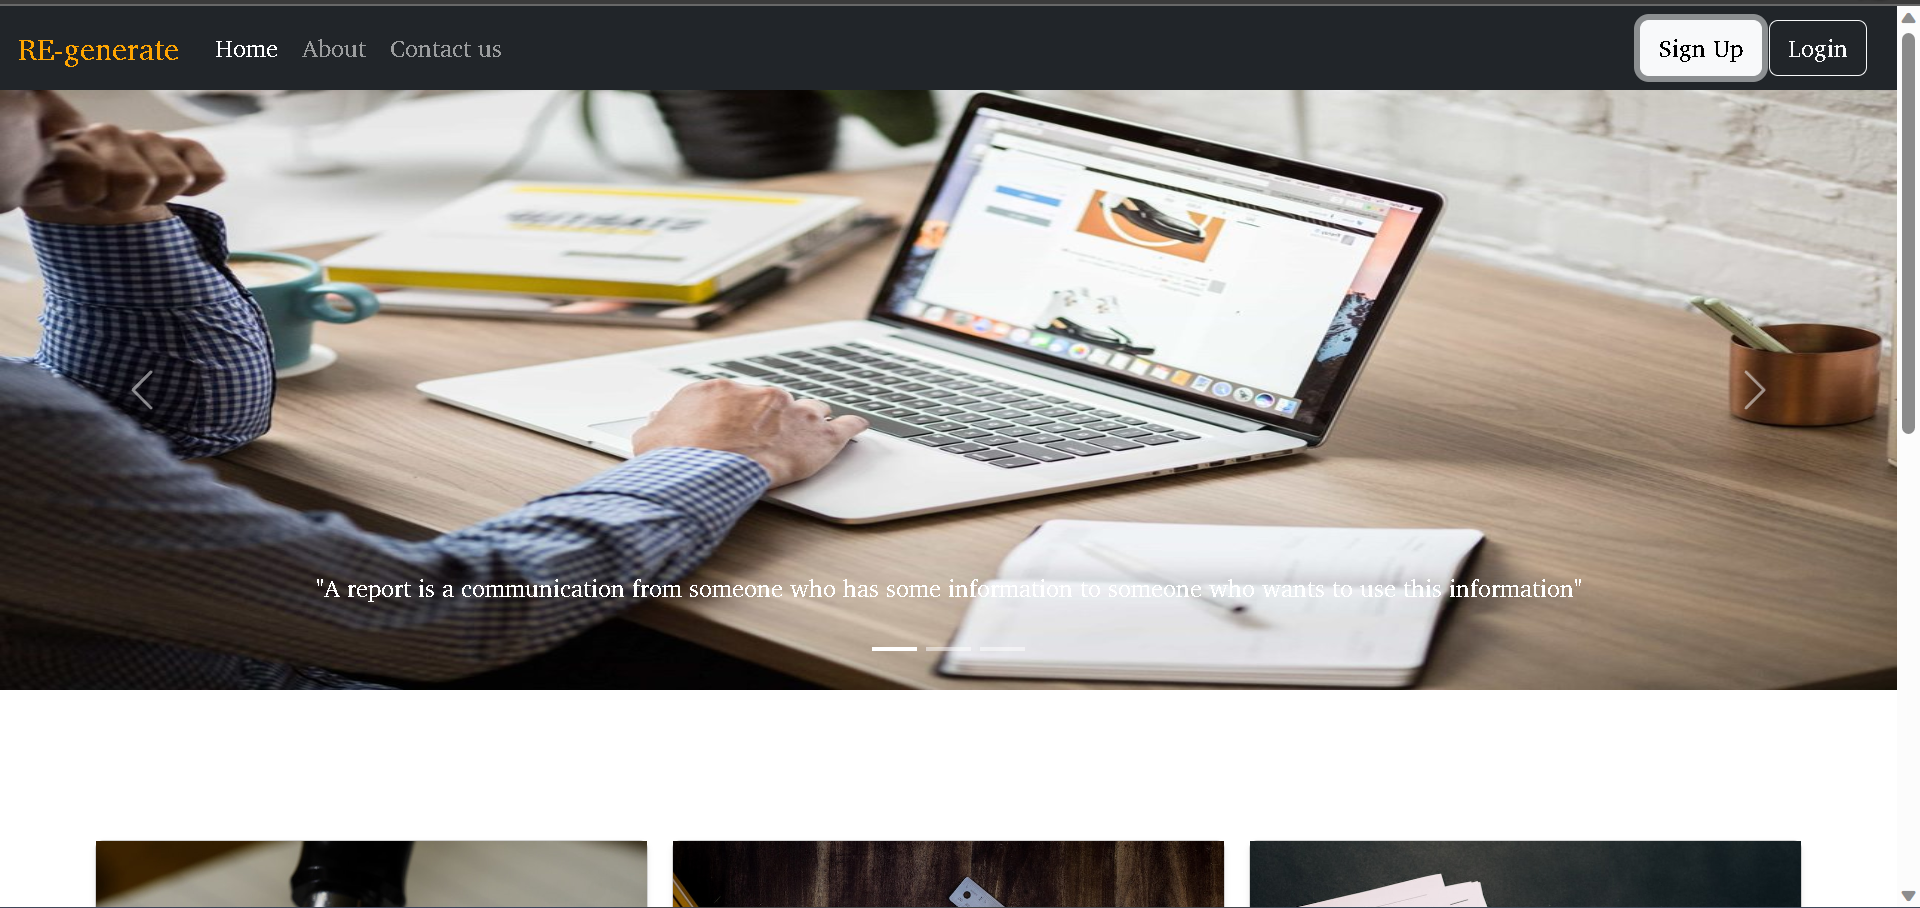 RE-generate
Home
About
Contact us
Sign Up
Login
"A report is a communication from someone who has some information to someone who wants to use this information"